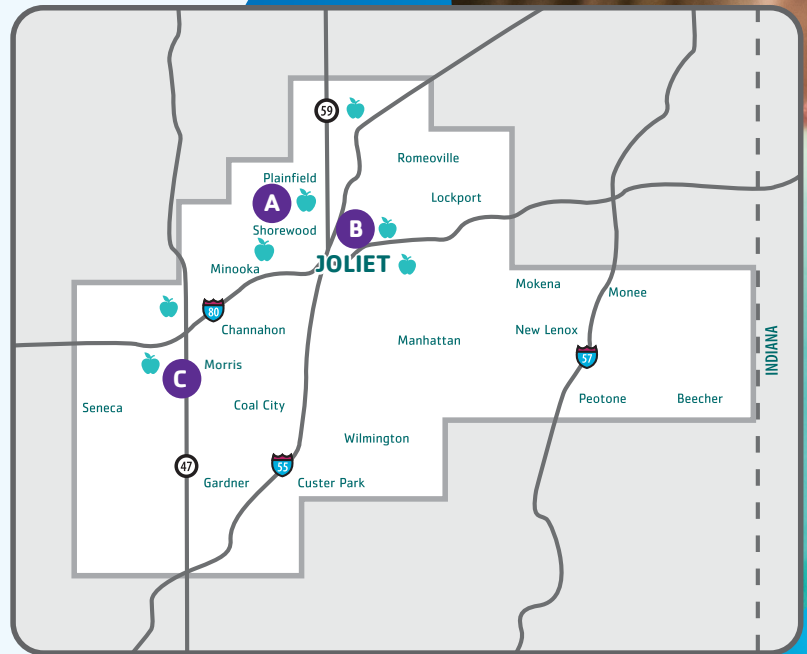 59
Romeoville
Plainfield
Lockport
A
B
Shorewood
JOLIET
Minooka
Mokena
Monee
80
Channahon
New Lenox
Manhattan
INDIANA
57
Morris
C
Peotone
Beecher
Coal City
Seneca
Wilmington
47
55
Gardner
Custer Park